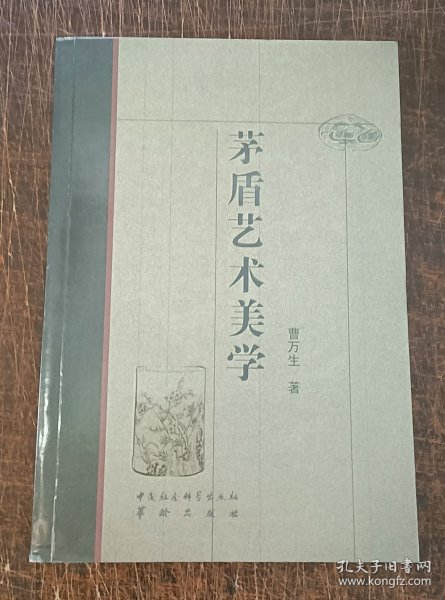 茅盾艺术美学
曹万生 著
中国社会科学出版社
华龄出版社
孔夫子旧书网
www.kongfz.com